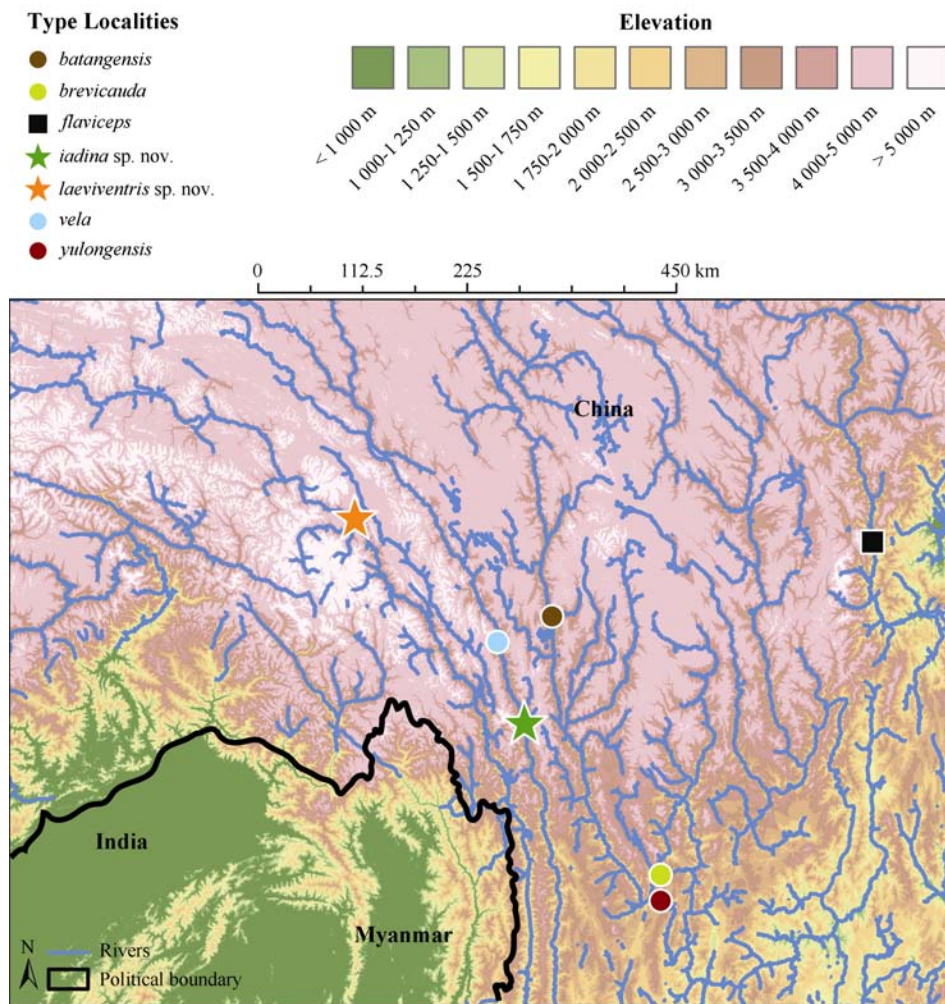 Type Localities
batangensis
brevicauda
flaviceps
iadina sp. nov.
laeviventris sp. nov.
vela
yulongensis
Elevation
< 1 000 m
1 000-1 250 m
1 250-1 500 m
1 500-1 750 m
1 750-2 000 m
2 000-2 500 m
2 500-3 000 m
3 000-3 500 m
3 500-4 000 m
4 000-5 000 m
> 5 000 m
0 112.5 225 450 km
China
India
Myanmar
N
Rivers
Political boundary